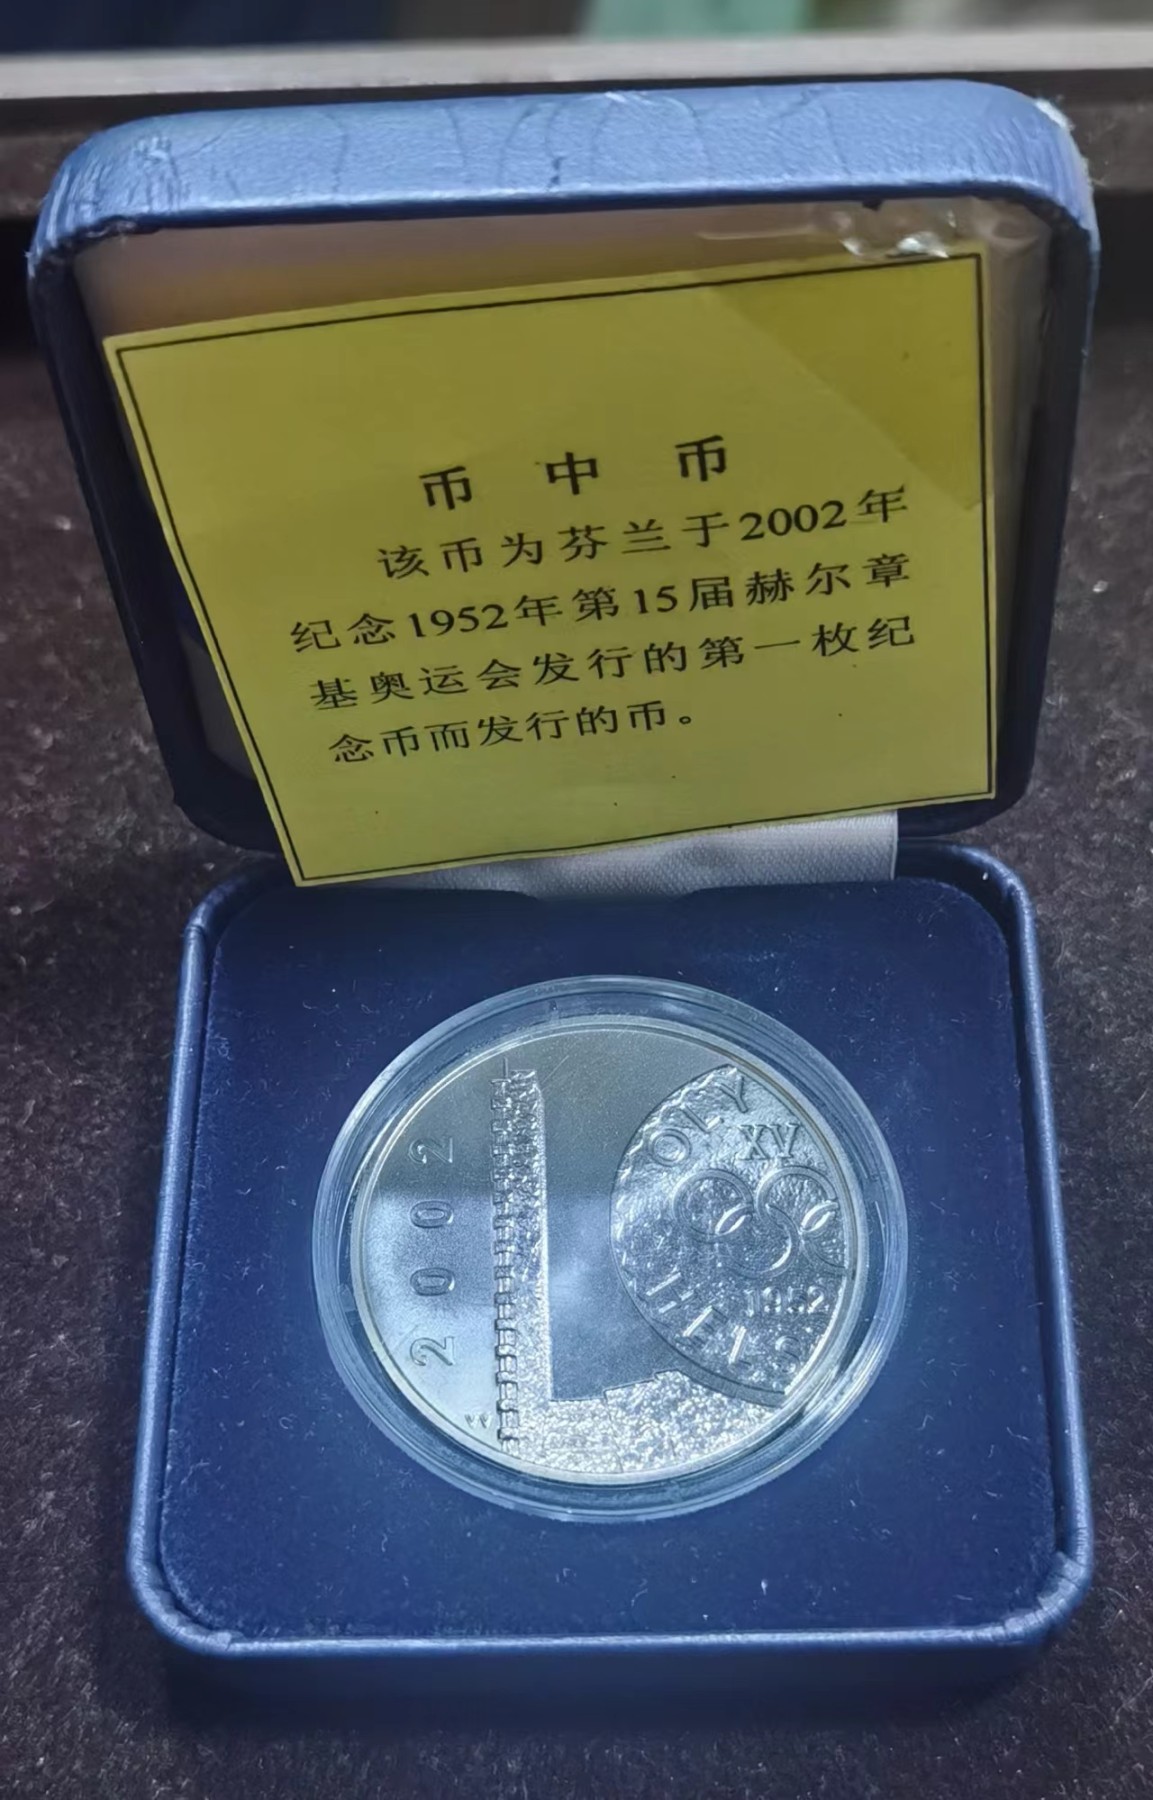 币中币
该币为芬兰于2002年
纪念1952年第15届赫尔章
基奥运会发行的第一枚纪
念币而发行的币。
2002
OLY
XV
1952
HELS